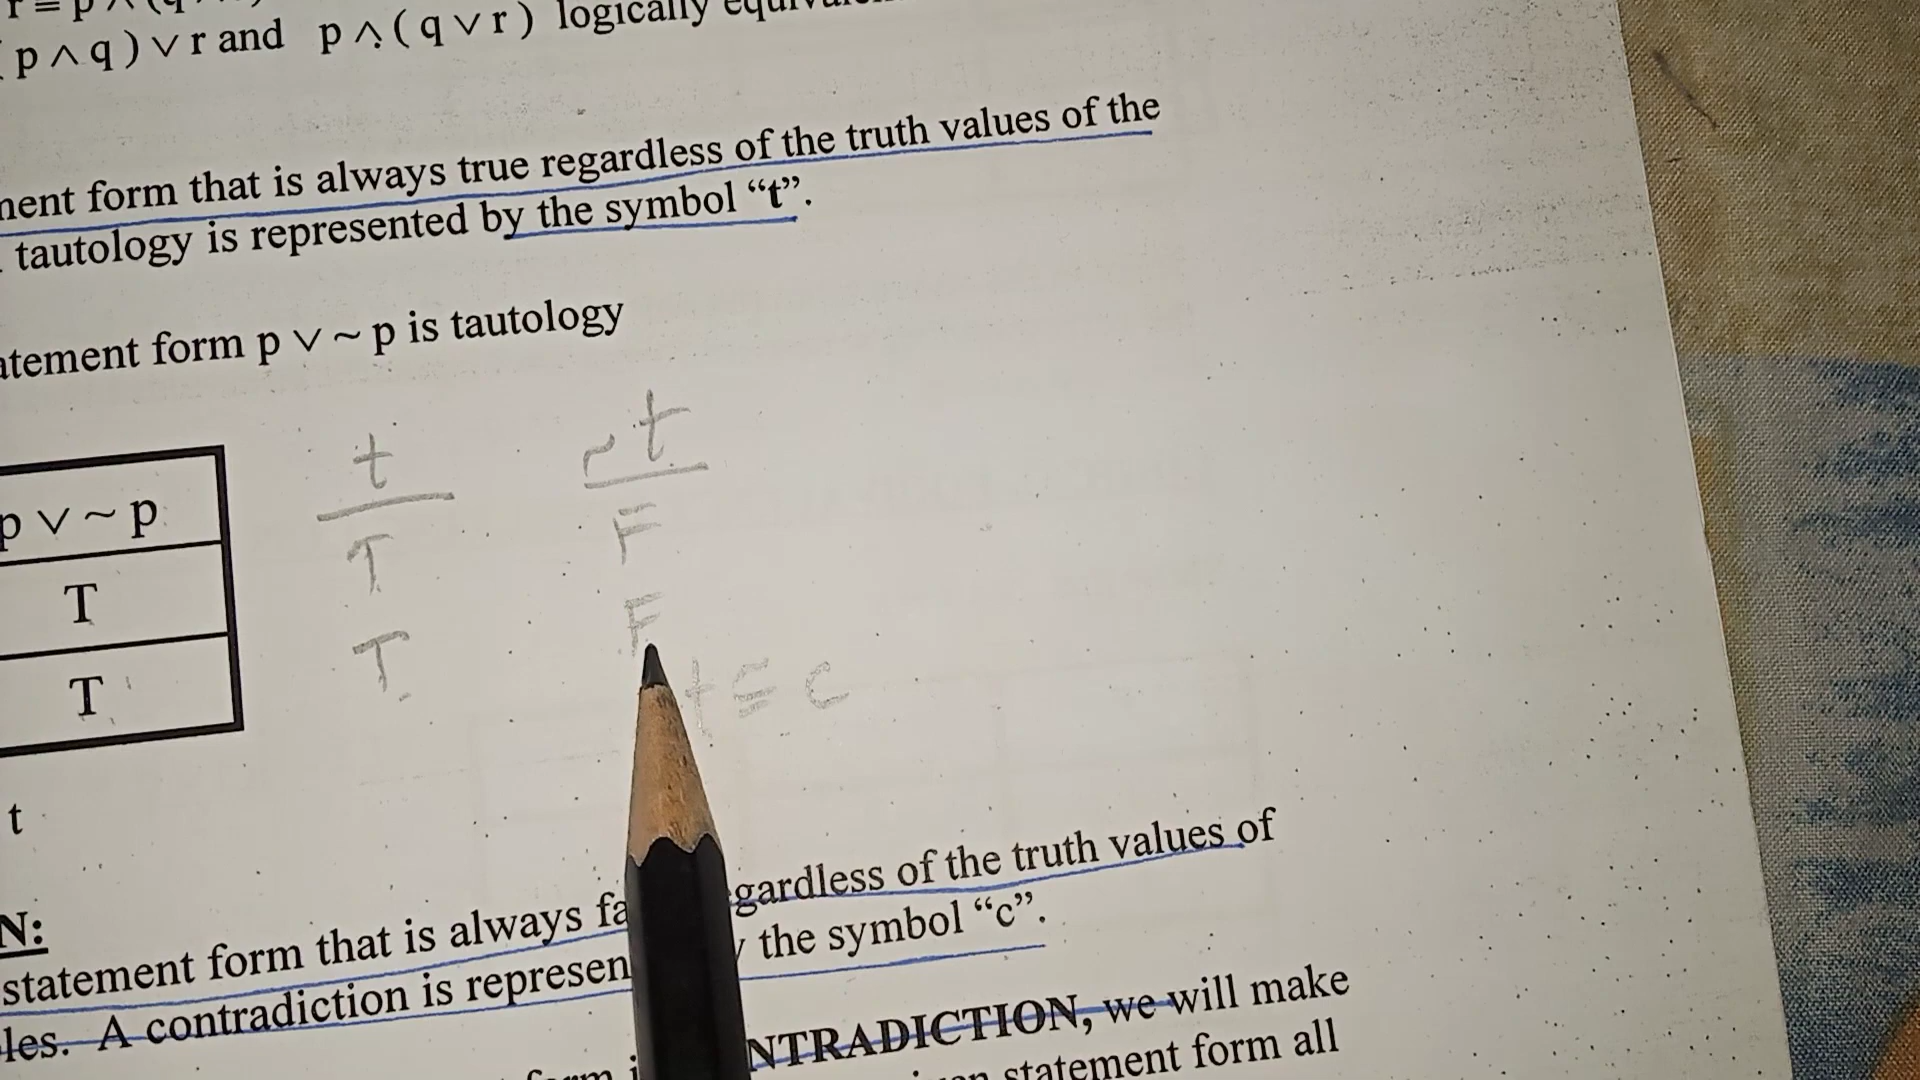 r ≡ p ∧ (q
(p ∧ q) ∨ r and p ∧ (q ∨ r) logically
ment form that is always true regardless of the truth values of the
tautology is represented by the symbol “t”.
atement form p ∨ ~ p is tautology
t ~t
p ∨ ~ p
T F
T
T F
T
t ≡ c
t
N:
statement form that is always fa gardless of the truth values of
les. A contradiction is represen y the symbol “c”.
NTRADICTION, we will make
form statement form all